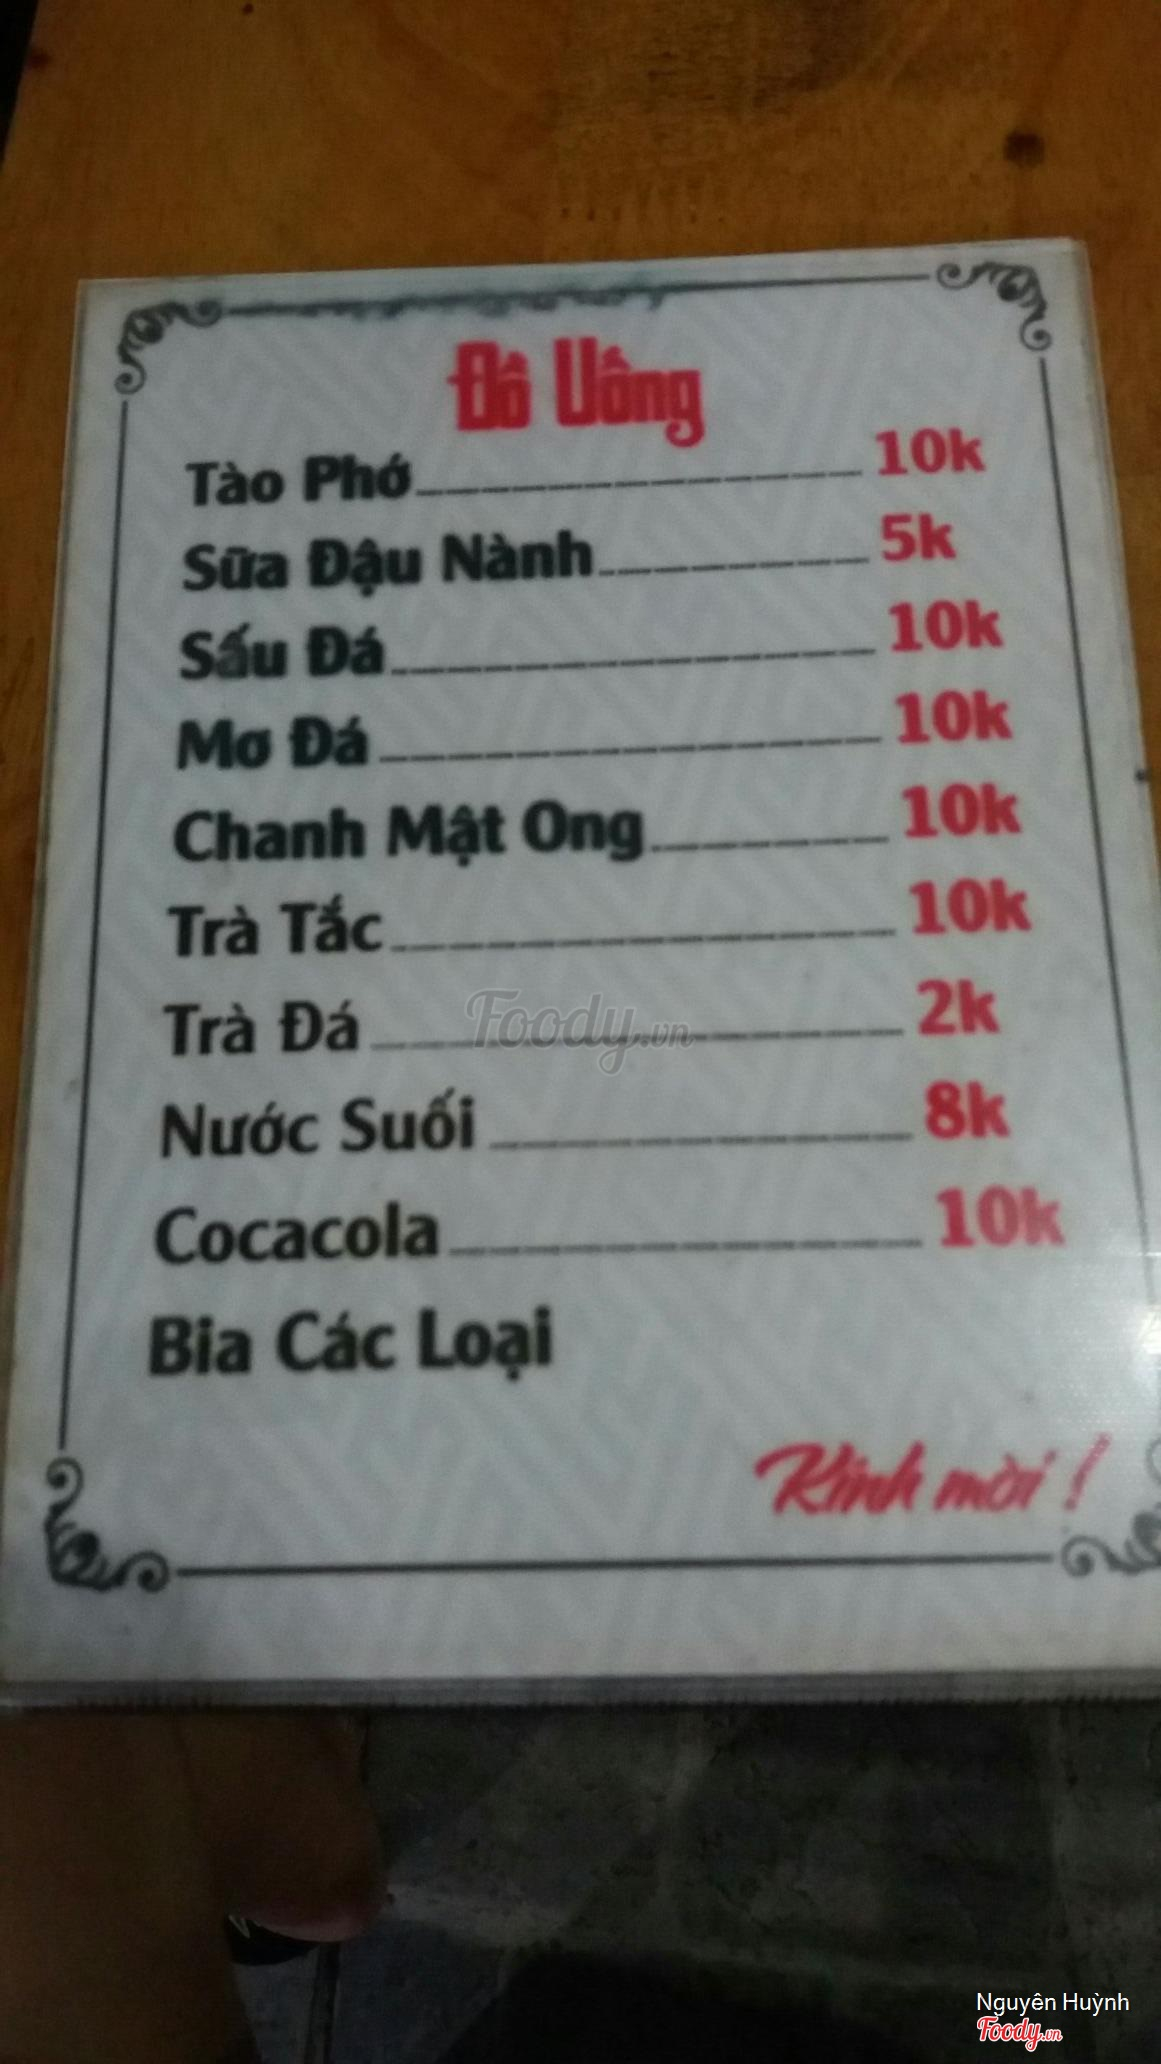 Đồ Uống
Tào Phớ 10k
Sữa Đậu Nành 5k
Sấu Đá 10k
Mơ Đá 10k
Chanh Mật Ong 10k
Trà Tắc 10k
Trà Đá 2k
Foody.vn
Nước Suối 8k
Cocacola 10k
Bia Các Loại
Kính mời !
Nguyên Huỳnh
Foody.vn